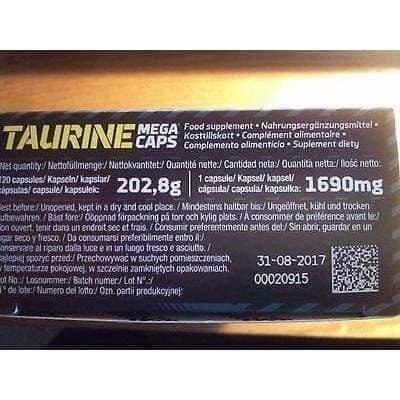 TAURINE MEGA CAPS
Food supplement • Nahrungsergänzungsmittel •
Kosttillskott • Complément alimentaire •
Complemento alimenticio • Suplement diety
Net quantity:/ Nettofüllmenge:/ Nettokvantitet:/ Quantité nette:/ Cantidad neta:/ Quantità netta:/ Ilość netto:
120 capsules/ Kapseln/ kapslar/
cápsulas/ capsule/ kapsułek: 202,8g
1 capsule/ Kapsel/ kapsel/
cápsula/ capsula/ kapsułka: 1690mg
Best before:/ Unopened, kept in a dry and cool place. / Mindestens haltbar bis:/ Ungeöffnet, kühl und trocken
aufbewahren. / Bäst före:/ Oöppnad förpackning på torr och kylig plats. / À consommer de préférence avant le:/
Non ouvert, tenir dans un endroit sec et frais. / Consumir preferentemente antes del:/ Sin abrir, guardar en un
lugar seco y fresco. / Da consumarsi preferibilmente entro il:/
Conservare al riparo dalla luce e in un luogo fresco e asciutto. /
Najlepiej spożyć przed:/ Przechowywać w suchych pomieszczeniach,
w temperaturze pokojowej, w szczelnie zamkniętych opakowaniach.
31-08-2017
Lot no.:/ Losnummer:/ Batch numer:/ Lot N°.:/
N° de lote:/ Numero del lotto:/ Ozn. partii produkcyjnej:
00020915